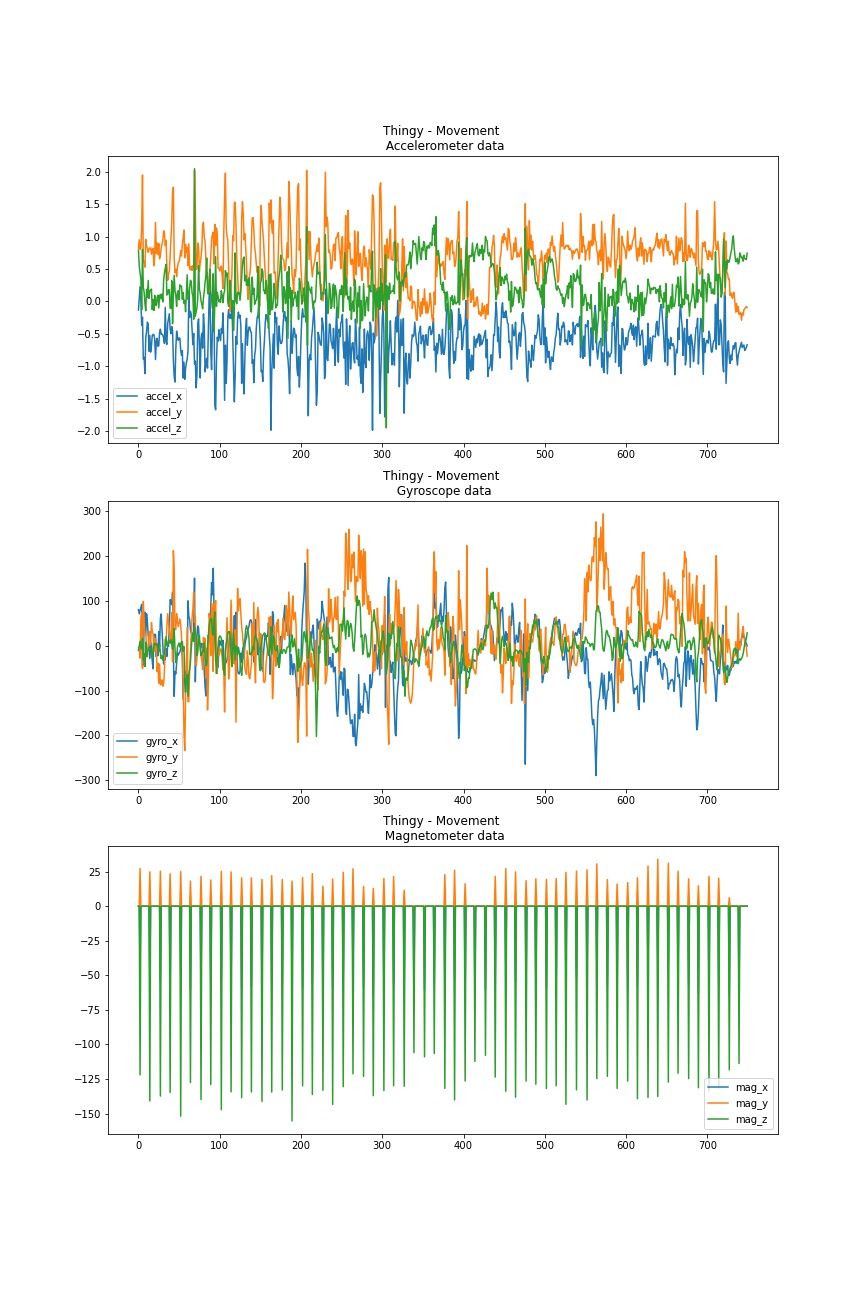 Thingy - Movement
Accelerometer data
2.0
1.5
1.0
0.5
0.0
−0.5
−1.0
−1.5
−2.0
accel_x
accel_y
accel_z
0 100 200 300 400 500 600 700
Thingy - Movement
Gyroscope data
300
200
100
0
−100
−200
−300
gyro_x
gyro_y
gyro_z
0 100 200 300 400 500 600 700
Thingy - Movement
Magnetometer data
25
0
−25
−50
−75
−100
−125
−150
mag_x
mag_y
mag_z
0 100 200 300 400 500 600 700